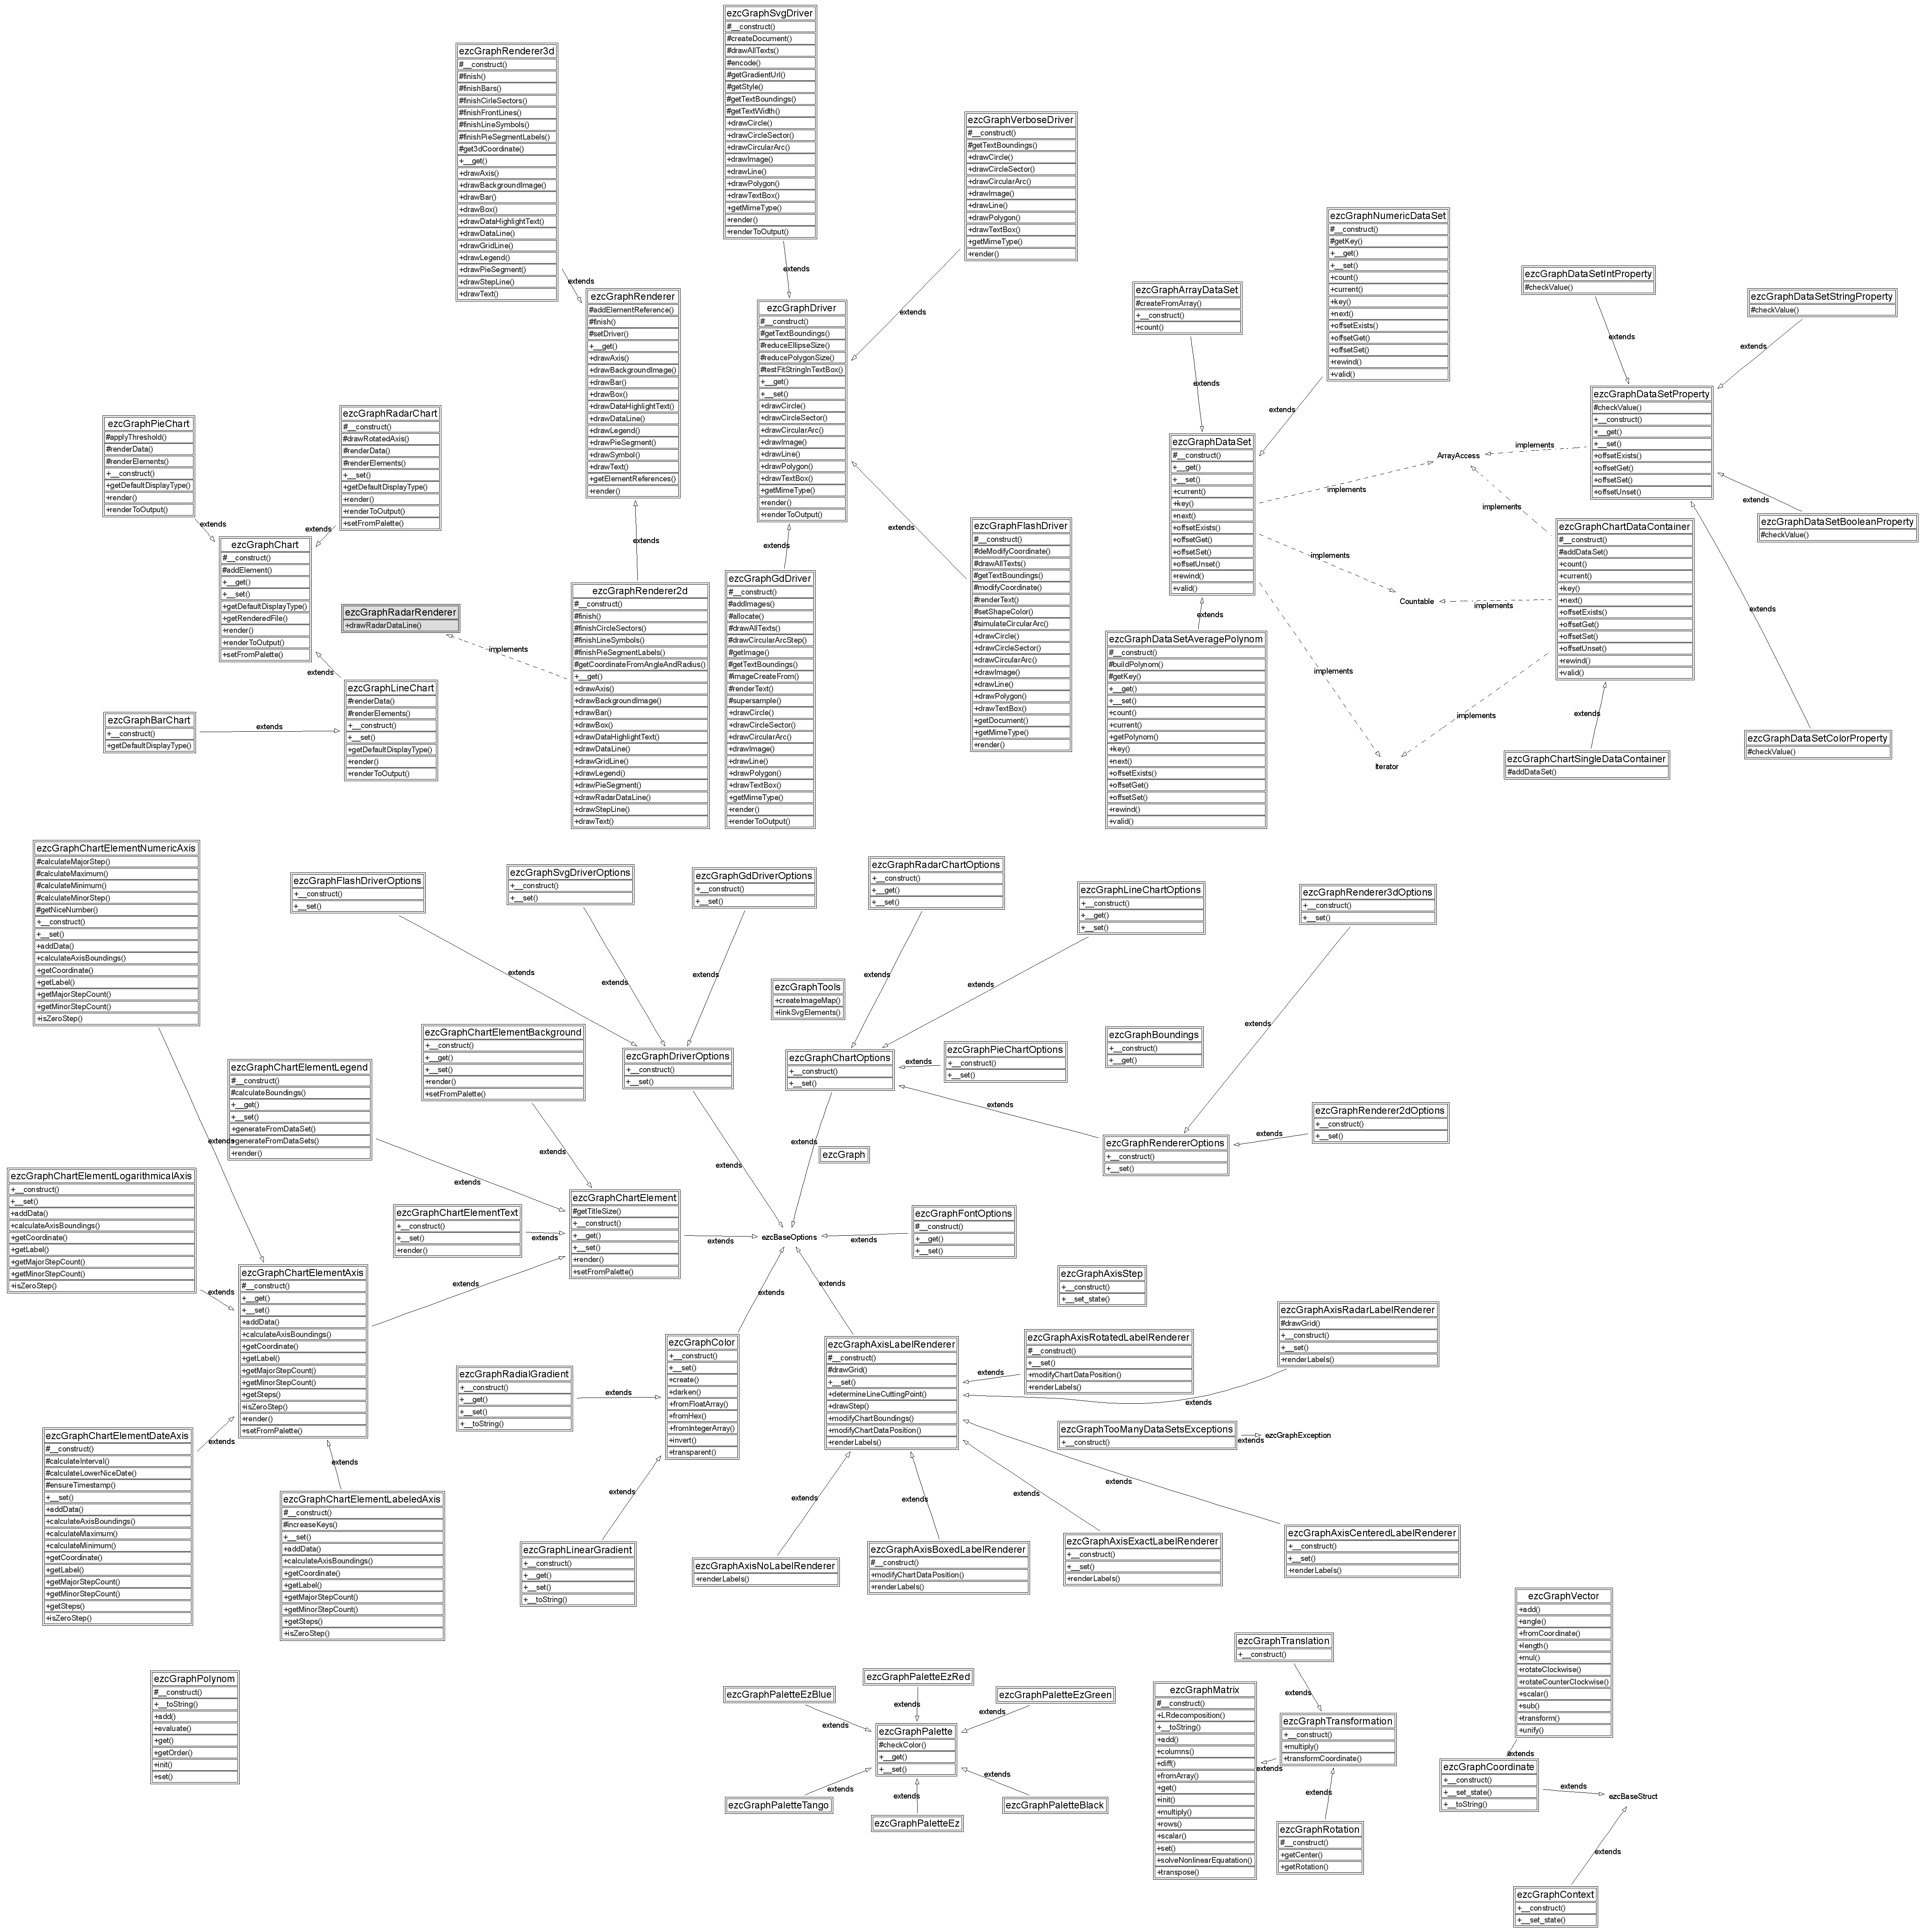 ezcGraphSvgDriver
#__construct()
#createDocument()
#drawAllTexts()
#encode()
#getGradientUrl()
#getStyle()
#getTextBoundings()
#getTextWidth()
+drawCircle()
+drawCircleSector()
+drawCircularArc()
+drawImage()
+drawLine()
+drawPolygon()
+drawTextBox()
+getMimeType()
+render()
+renderToOutput()
extends
ezcGraphRenderer3d
#__construct()
#finish()
#finishBars()
#finishCirleSectors()
#finishFrontLines()
#finishLineSymbols()
#finishPieSegmentLabels()
#get3dCoordinate()
+__get()
+drawAxis()
+drawBackgroundImage()
+drawBar()
+drawBox()
+drawDataHighlightText()
+drawDataLine()
+drawGridLine()
+drawLegend()
+drawPieSegment()
+drawStepLine()
+drawText()
extends
ezcGraphVerboseDriver
#__construct()
#getTextBoundings()
+drawCircle()
+drawCircleSector()
+drawCircularArc()
+drawImage()
+drawLine()
+drawPolygon()
+drawTextBox()
+getMimeType()
+render()
extends
ezcGraphRenderer
#addElementReference()
#finish()
#setDriver()
+__get()
+drawAxis()
+drawBackgroundImage()
+drawBar()
+drawBox()
+drawDataHighlightText()
+drawDataLine()
+drawLegend()
+drawPieSegment()
+drawSymbol()
+drawText()
+getElementReferences()
+render()
extends
ezcGraphDriver
#__construct()
#getTextBoundings()
#reduceEllipseSize()
#reducePolygonSize()
#testFitStringInTextBox()
+__get()
+__set()
+drawCircle()
+drawCircleSector()
+drawCircularArc()
+drawImage()
+drawLine()
+drawPolygon()
+drawTextBox()
+getMimeType()
+render()
+renderToOutput()
extends
extends
ezcGraphNumericDataSet
#__construct()
#getKey()
+__get()
+__set()
+count()
+current()
+key()
+next()
+offsetExists()
+offsetGet()
+offsetSet()
+rewind()
+valid()
extends
ezcGraphArrayDataSet
#createFromArray()
+__construct()
+count()
extends
ezcGraphDataSetIntProperty
#checkValue()
extends
ezcGraphDataSetStringProperty
#checkValue()
extends
ezcGraphDataSetProperty
#checkValue()
+__construct()
+__get()
+__set()
+offsetExists()
+offsetGet()
+offsetSet()
+offsetUnset()
implements
extends
extends
ezcGraphDataSetBooleanProperty
#checkValue()
ezcGraphDataSetColorProperty
#checkValue()
ezcGraphDataSet
#__construct()
+__get()
+__set()
+current()
+key()
+next()
+offsetExists()
+offsetGet()
+offsetSet()
+offsetUnset()
+rewind()
+valid()
extends
ArrayAccess
implements
implements
implements
implements
implements
implements
Countable
Iterator
ezcGraphChartDataContainer
#__construct()
#addDataSet()
+count()
+current()
+key()
+next()
+offsetExists()
+offsetGet()
+offsetSet()
+offsetUnset()
+rewind()
+valid()
extends
ezcGraphChartSingleDataContainer
#addDataSet()
ezcGraphPieChart
#applyThreshold()
#renderData()
#renderElements()
+__construct()
+getDefaultDisplayType()
+render()
+renderToOutput()
extends
ezcGraphRadarChart
#__construct()
#drawRotatedAxis()
#renderData()
#renderElements()
+__set()
+getDefaultDisplayType()
+render()
+renderToOutput()
+setFromPalette()
extends
ezcGraphChart
#__construct()
#addElement()
+__get()
+__set()
+getDefaultDisplayType()
+getRenderedFile()
+render()
+renderToOutput()
+setFromPalette()
extends
ezcGraphRadarRenderer
+drawRadarDataLine()
implements
ezcGraphLineChart
#renderData()
#renderElements()
+__construct()
+__set()
+getDefaultDisplayType()
+render()
+renderToOutput()
extends
ezcGraphBarChart
+__construct()
+getDefaultDisplayType()
ezcGraphRenderer2d
#__construct()
#finish()
#finishCircleSectors()
#finishLineSymbols()
#finishPieSegmentLabels()
#getCoordinateFromAngleAndRadius()
+__get()
+drawAxis()
+drawBackgroundImage()
+drawBar()
+drawBox()
+drawDataHighlightText()
+drawDataLine()
+drawGridLine()
+drawLegend()
+drawPieSegment()
+drawRadarDataLine()
+drawStepLine()
+drawText()
ezcGraphGdDriver
#__construct()
#addImages()
#allocate()
#drawAllTexts()
#drawCircularArcStep()
#getImage()
#getTextBoundings()
#imageCreateFrom()
#renderText()
#supersample()
+drawCircle()
+drawCircleSector()
+drawCircularArc()
+drawImage()
+drawLine()
+drawPolygon()
+drawTextBox()
+getMimeType()
+render()
+renderToOutput()
ezcGraphFlashDriver
#__construct()
#deModifyCoordinate()
#drawAllTexts()
#getTextBoundings()
#modifyCoordinate()
#renderText()
#setShapeColor()
#simulateCircularArc()
+drawCircle()
+drawCircleSector()
+drawCircularArc()
+drawImage()
+drawLine()
+drawPolygon()
+drawTextBox()
+getDocument()
+getMimeType()
+render()
ezcGraphDataSetAveragePolynom
#__construct()
#buildPolynom()
#getKey()
+__get()
+__set()
+count()
+current()
+getPolynom()
+key()
+next()
+offsetExists()
+offsetGet()
+offsetSet()
+rewind()
+valid()
ezcGraphChartElementNumericAxis
#calculateMajorStep()
#calculateMaximum()
#calculateMinimum()
#calculateMinorStep()
#getNiceNumber()
+__construct()
+__set()
+addData()
+calculateAxisBoundings()
+getCoordinate()
+getLabel()
+getMajorStepCount()
+getMinorStepCount()
+isZeroStep()
extends
ezcGraphFlashDriverOptions
+__construct()
+__set()
extends
ezcGraphSvgDriverOptions
+__construct()
+__set()
extends
ezcGraphGdDriverOptions
+__construct()
+__set()
extends
ezcGraphRadarChartOptions
+__construct()
+__get()
+__set()
extends
ezcGraphLineChartOptions
+__construct()
+__get()
+__set()
extends
ezcGraphRenderer3dOptions
+__construct()
+__set()
extends
ezcGraphTools
+createImageMap()
+linkSvgElements()
ezcGraphChartElementBackground
+__construct()
+__get()
+__set()
+render()
+setFromPalette()
extends
ezcGraphDriverOptions
+__construct()
+__set()
extends
ezcGraphChartOptions
+__construct()
+__set()
extends
extends
ezcGraphPieChartOptions
+__construct()
+__set()
extends
ezcGraphBoundings
+__construct()
+__get()
ezcGraphRenderer2dOptions
+__construct()
+__set()
extends
ezcGraphRendererOptions
+__construct()
+__set()
ezcGraph
ezcGraphChartElementLegend
#__construct()
#calculateBoundings()
+__get()
+__set()
+generateFromDataSet()
+generateFromDataSets()
+render()
extends
ezcGraphChartElementLogarithmicalAxis
+__construct()
+__set()
+addData()
+calculateAxisBoundings()
+getCoordinate()
+getLabel()
+getMajorStepCount()
+getMinorStepCount()
+isZeroStep()
extends
ezcGraphChartElementText
+__construct()
+__set()
+render()
extends
ezcGraphChartElement
#getTitleSize()
+__construct()
+__get()
+__set()
+render()
+setFromPalette()
extends
ezcBaseOptions
extends
ezcGraphFontOptions
#__construct()
+__get()
+__set()
ezcGraphChartElementAxis
#__construct()
+__get()
+__set()
+addData()
+calculateAxisBoundings()
+getCoordinate()
+getLabel()
+getMajorStepCount()
+getMinorStepCount()
+getSteps()
+isZeroStep()
+render()
+setFromPalette()
extends
extends
extends
extends
extends
ezcGraphAxisStep
+__construct()
+__set_state()
ezcGraphChartElementDateAxis
#__construct()
#calculateInterval()
#calculateLowerNiceDate()
#ensureTimestamp()
+__set()
+addData()
+calculateAxisBoundings()
+calculateMaximum()
+calculateMinimum()
+getCoordinate()
+getLabel()
+getMajorStepCount()
+getMinorStepCount()
+getSteps()
+isZeroStep()
ezcGraphChartElementLabeledAxis
#__construct()
#increaseKeys()
+__set()
+addData()
+calculateAxisBoundings()
+getCoordinate()
+getLabel()
+getMajorStepCount()
+getMinorStepCount()
+getSteps()
+isZeroStep()
ezcGraphRadialGradient
+__construct()
+__get()
+__set()
+__toString()
extends
ezcGraphColor
+__construct()
+__set()
+create()
+darken()
+fromFloatArray()
+fromHex()
+fromIntegerArray()
+invert()
+transparent()
extends
ezcGraphLinearGradient
+__construct()
+__get()
+__set()
+__toString()
ezcGraphAxisLabelRenderer
#__construct()
#drawGrid()
+__set()
+determineLineCuttingPoint()
+drawStep()
+modifyChartBoundings()
+modifyChartDataPosition()
+renderLabels()
extends
extends
extends
extends
extends
extends
ezcGraphAxisRotatedLabelRenderer
#__construct()
+__set()
+modifyChartDataPosition()
+renderLabels()
ezcGraphAxisRadarLabelRenderer
#drawGrid()
+__construct()
+__set()
+renderLabels()
ezcGraphTooManyDataSetsExceptions
+__construct()
extends
ezcGraphException
ezcGraphAxisNoLabelRenderer
+renderLabels()
ezcGraphAxisBoxedLabelRenderer
#__construct()
+modifyChartDataPosition()
+renderLabels()
ezcGraphAxisExactLabelRenderer
+__construct()
+__set()
+renderLabels()
ezcGraphAxisCenteredLabelRenderer
+__construct()
+__set()
+renderLabels()
ezcGraphPolynom
#__construct()
+__toString()
+add()
+evaluate()
+get()
+getOrder()
+init()
+set()
ezcGraphPaletteEzBlue
extends
ezcGraphPaletteEzRed
extends
ezcGraphPaletteEzGreen
extends
ezcGraphPalette
#checkColor()
+__get()
+__set()
extends
extends
extends
ezcGraphPaletteTango
ezcGraphPaletteEz
ezcGraphPaletteBlack
ezcGraphMatrix
#__construct()
+LRdecomposition()
+__toString()
+add()
+columns()
+diff()
+fromArray()
+get()
+init()
+multiply()
+rows()
+scalar()
+set()
+solveNonlinearEquatation()
+transpose()
ezcGraphTranslation
+__construct()
extends
ezcGraphTransformation
+__construct()
+multiply()
+transformCoordinate()
extends
extends
ezcGraphRotation
#__construct()
+getCenter()
+getRotation()
ezcGraphVector
+add()
+angle()
+fromCoordinate()
+length()
+mul()
+rotateClockwise()
+rotateCounterClockwise()
+scalar()
+sub()
+transform()
+unify()
extends
ezcGraphCoordinate
+__construct()
+__set_state()
+__toString()
extends
ezcBaseStruct
extends
ezcGraphContext
+__construct()
+__set_state()